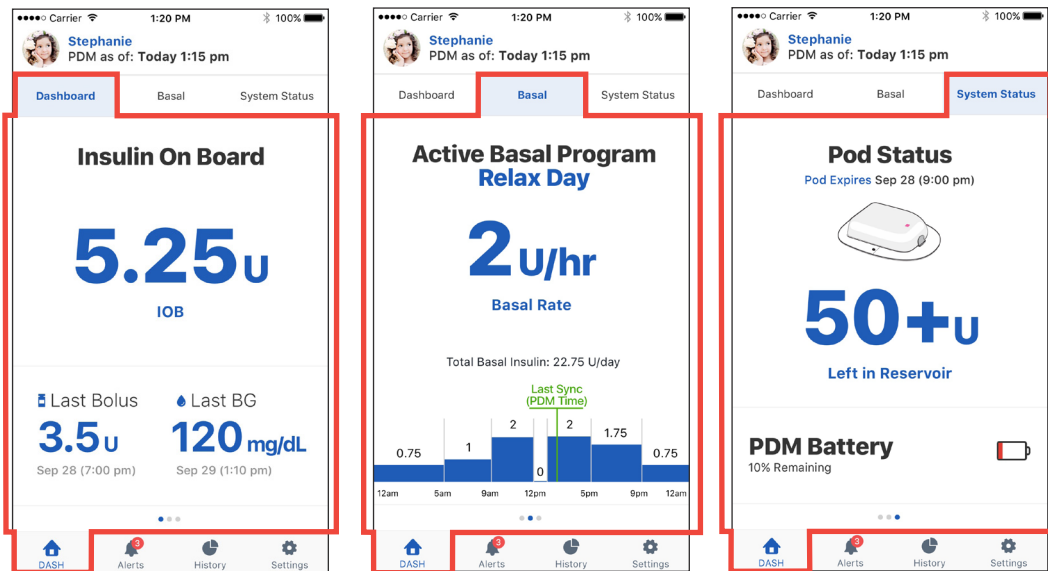 Carrier 1:20 PM 100%
Stephanie
PDM as of: Today 1:15 pm
Dashboard Basal System Status
Insulin On Board
5.25 U
IOB
Last Bolus Last BG
3.5 U 120 mg/dL
Sep 28 (7:00 pm) Sep 29 (1:10 pm)
3
DASH Alerts History Settings
Carrier 1:20 PM 100%
Stephanie
PDM as of: Today 1:15 pm
Dashboard Basal System Status
Active Basal Program
Relax Day
2 U/hr
Basal Rate
Total Basal Insulin: 22.75 U/day
Last Sync
(PDM Time)
0.75 1 2 0 2 1.75 0.75
12am 5am 9am 12pm 5pm 9pm 12am
3
DASH Alerts History Settings
Carrier 1:20 PM 100%
Stephanie
PDM as of: Today 1:15 pm
Dashboard Basal System Status
Pod Status
Pod Expires Sep 28 (9:00 pm)
50+ U
Left in Reservoir
PDM Battery
10% Remaining
3
DASH Alerts History Settings